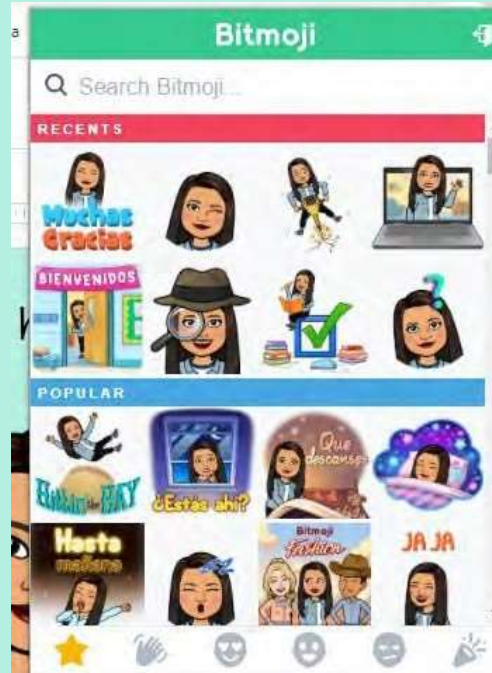 Bitmoji
Search Bitmoji...
RECENTS
Muchas
Gracias
BIENVENIDOS
?
POPULAR
¿Estás ahí?
Que
descanses
Hasta
mañana
Bitmoji
Fashion
JA JA